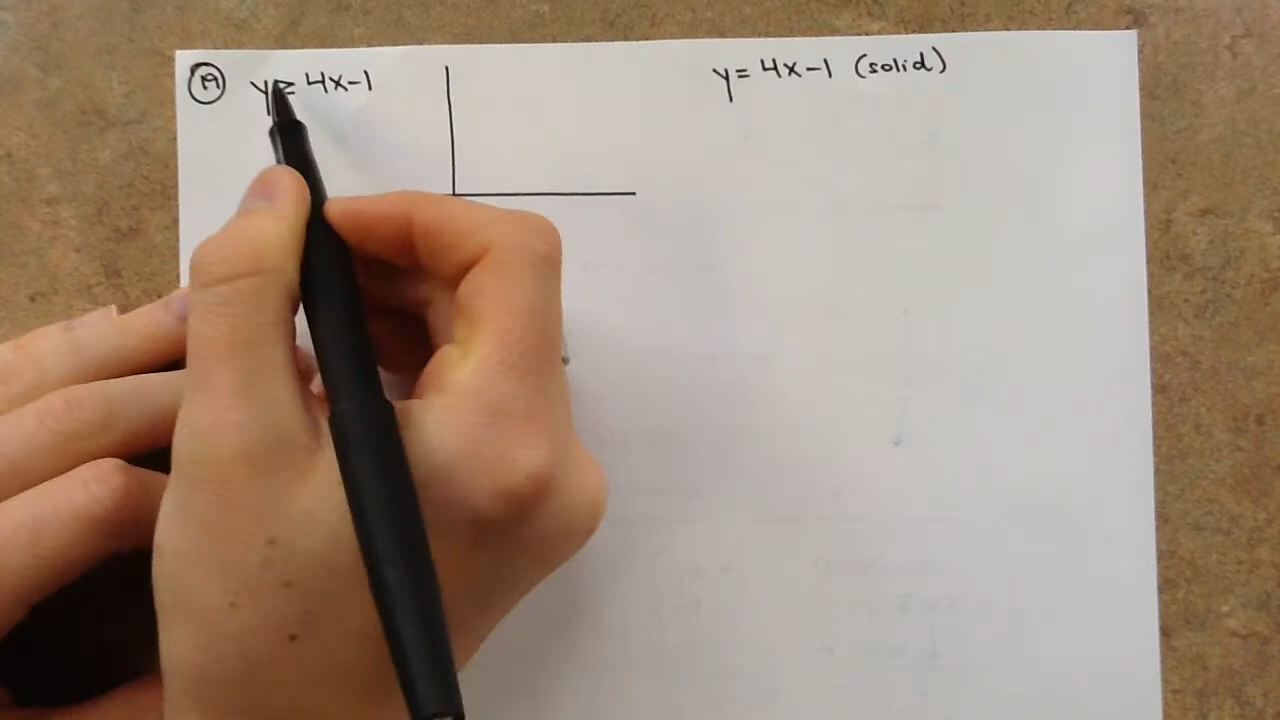 19 y ≥ 4x-1
y = 4x-1 (solid)